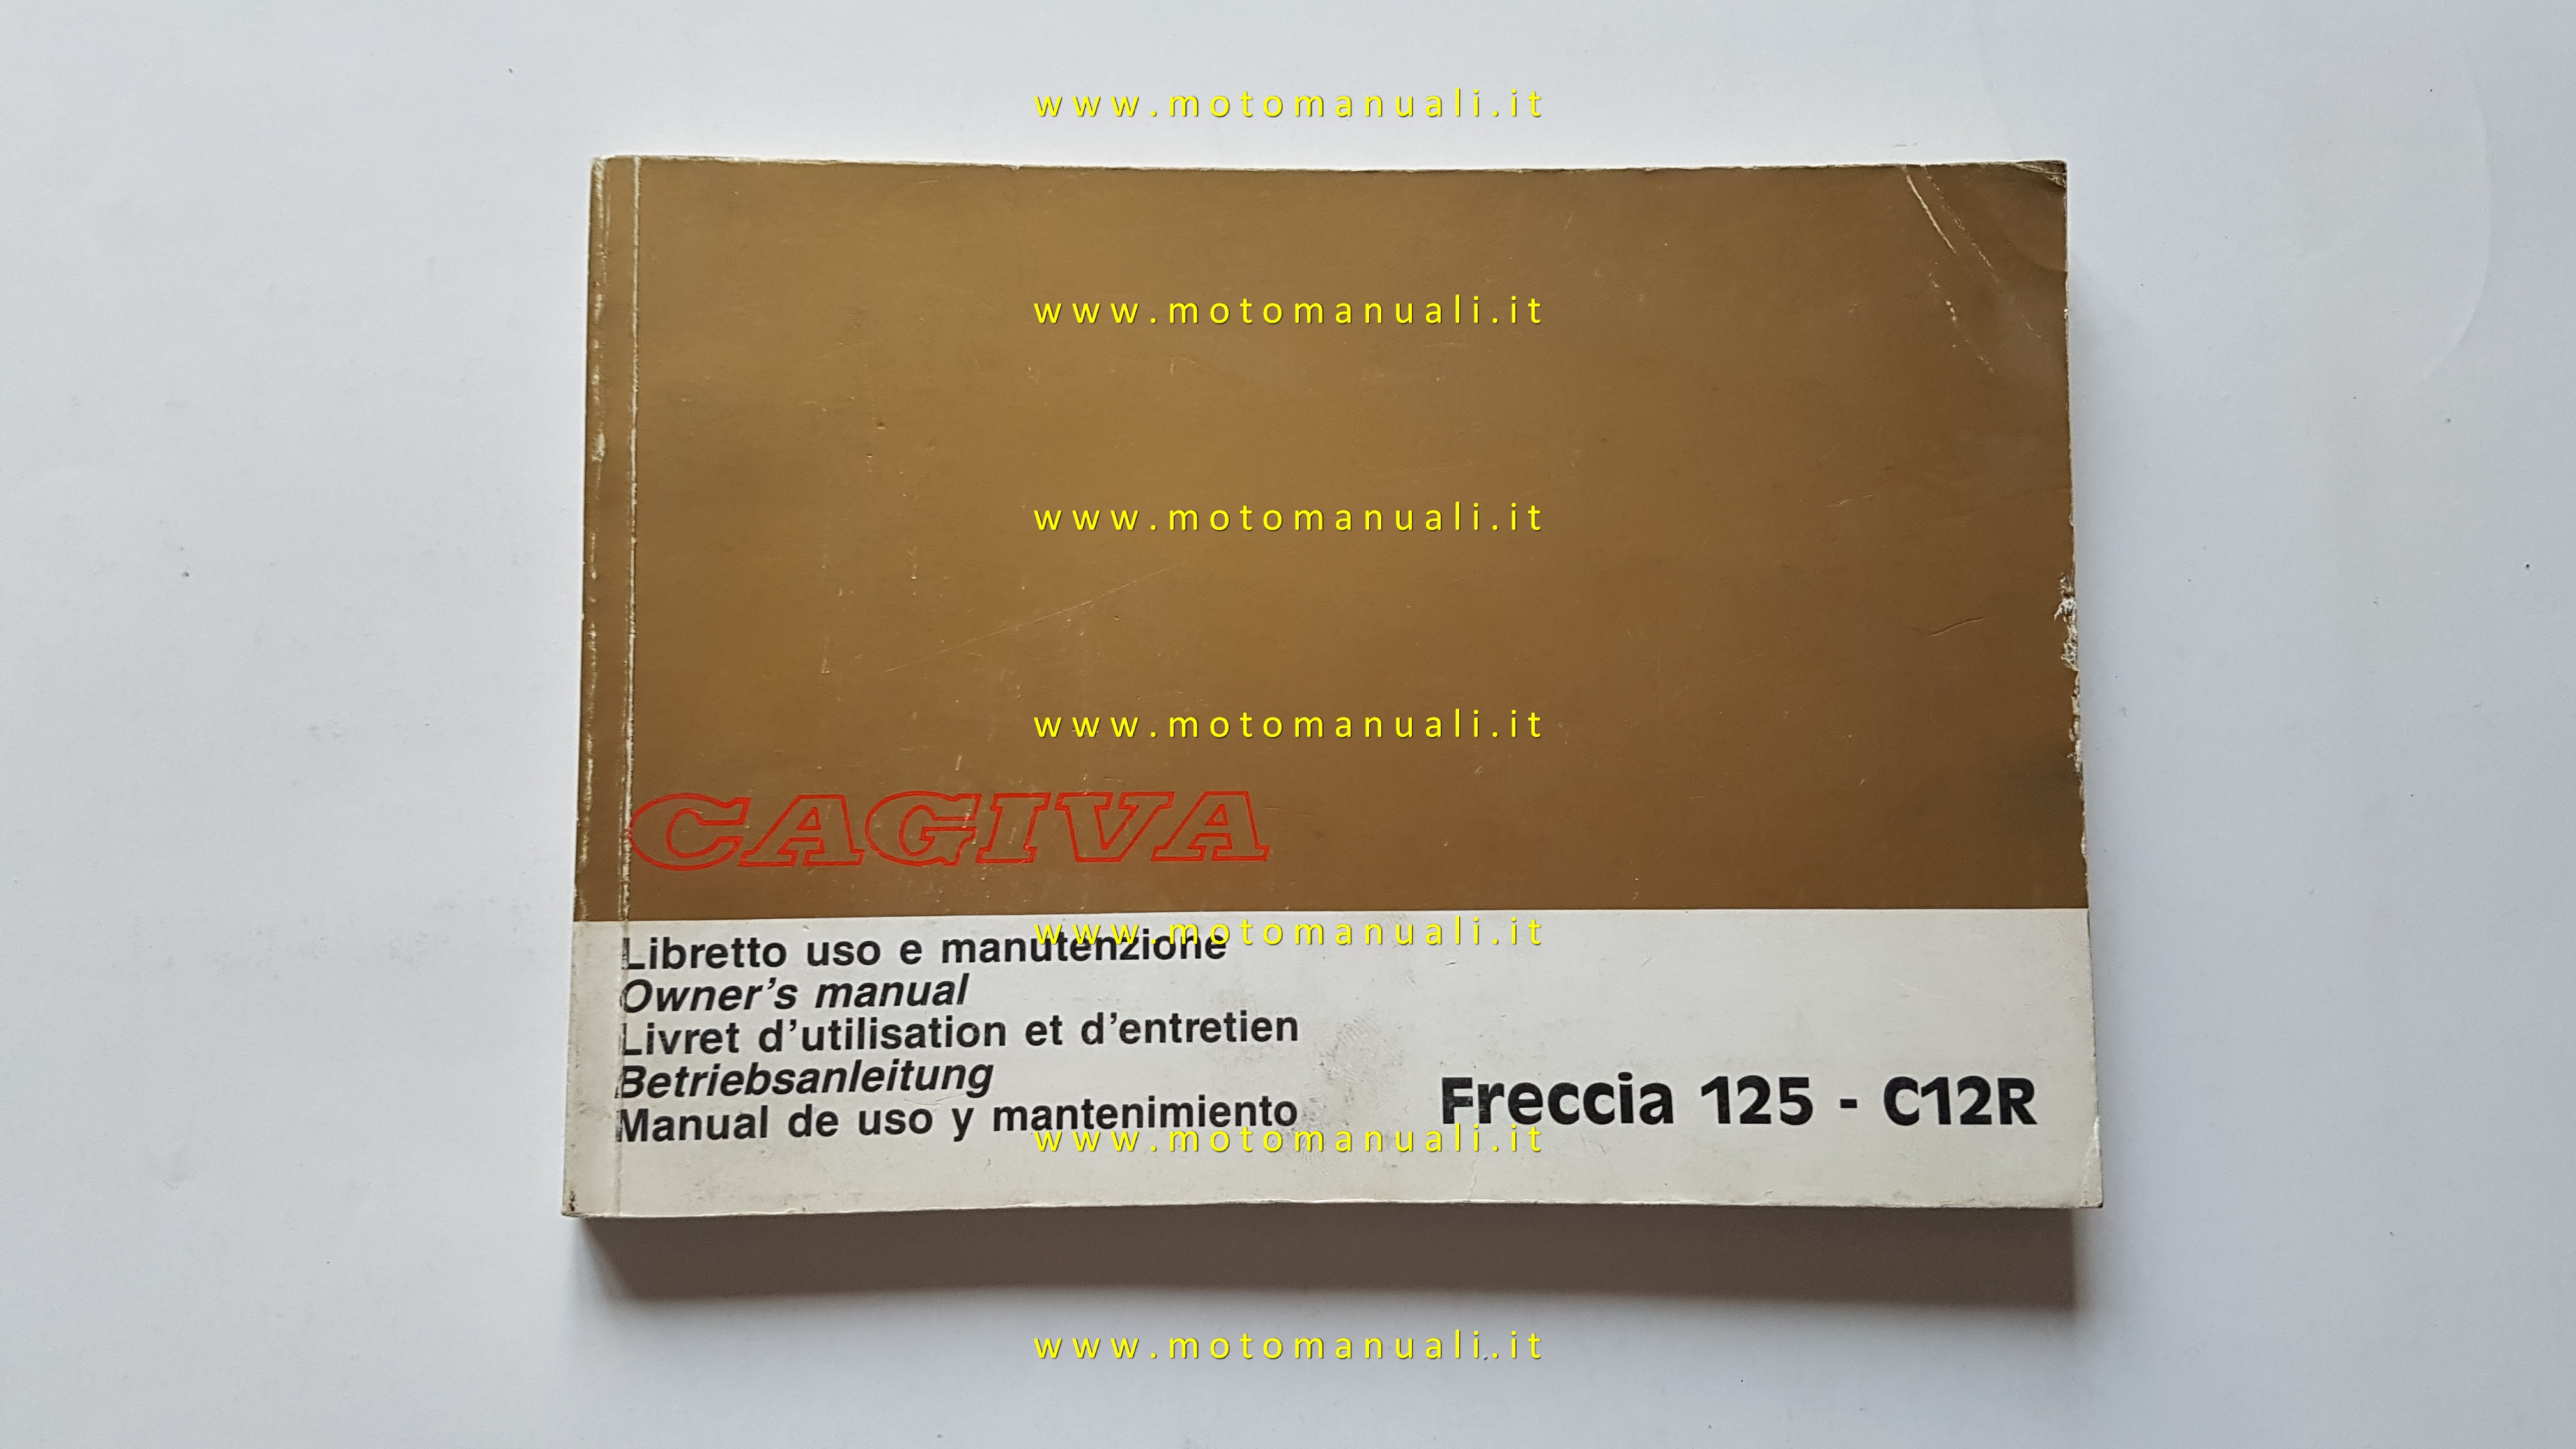 www.motomanuali.it
www.motomanuali.it
www.motomanuali.it
www.motomanuali.it
CAGIVA
www.motomanuali.it
Libretto uso e manutenzione
Owner's manual
Livret d'utilisation et d'entretien
Betriebsanleitung
Manual de uso y mantenimiento
Freccia 125 - C12R
www.motomanuali.it
www.motomanuali.it